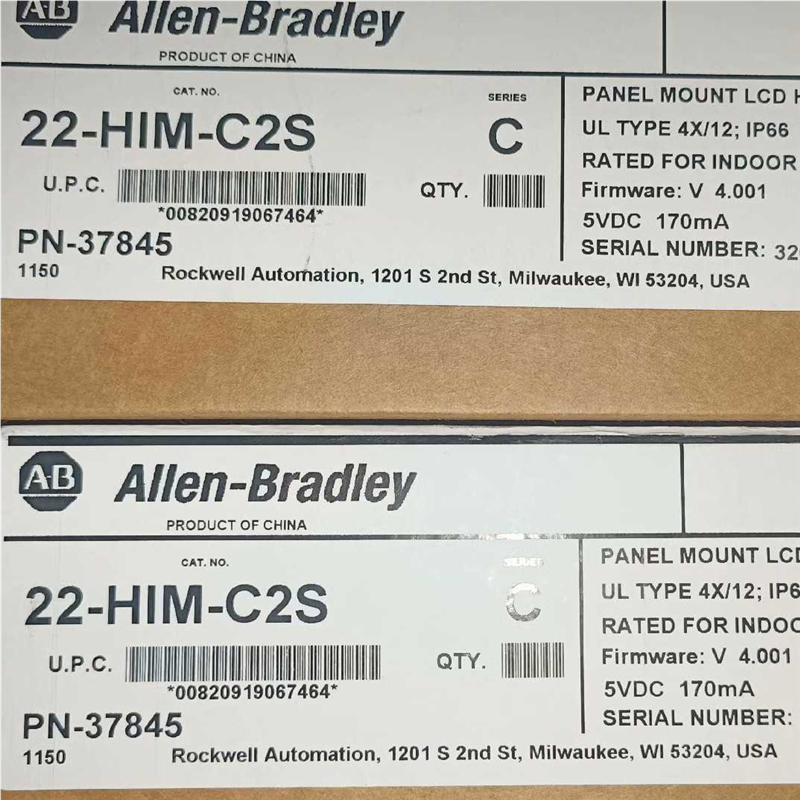 AB Allen-Bradley
PRODUCT OF CHINA
CAT. NO.
22-HIM-C2S
SERIES
C
U.P.C.
*00820919067464*
QTY.
PN-37845
1150
Rockwell Automation, 1201 S 2nd St, Milwaukee, WI 53204, USA
PANEL MOUNT LCD
UL TYPE 4X/12; IP66
RATED FOR INDOOR
Firmware: V 4.001
5VDC 170mA
SERIAL NUMBER: 32
AB Allen-Bradley
PRODUCT OF CHINA
CAT. NO.
22-HIM-C2S
SERIES
C
U.P.C.
*00820919067464*
QTY.
PN-37845
1150
Rockwell Automation, 1201 S 2nd St, Milwaukee, WI 53204, USA
PANEL MOUNT LCD
UL TYPE 4X/12; IP6
RATED FOR INDOO
Firmware: V 4.001
5VDC 170mA
SERIAL NUMBER: